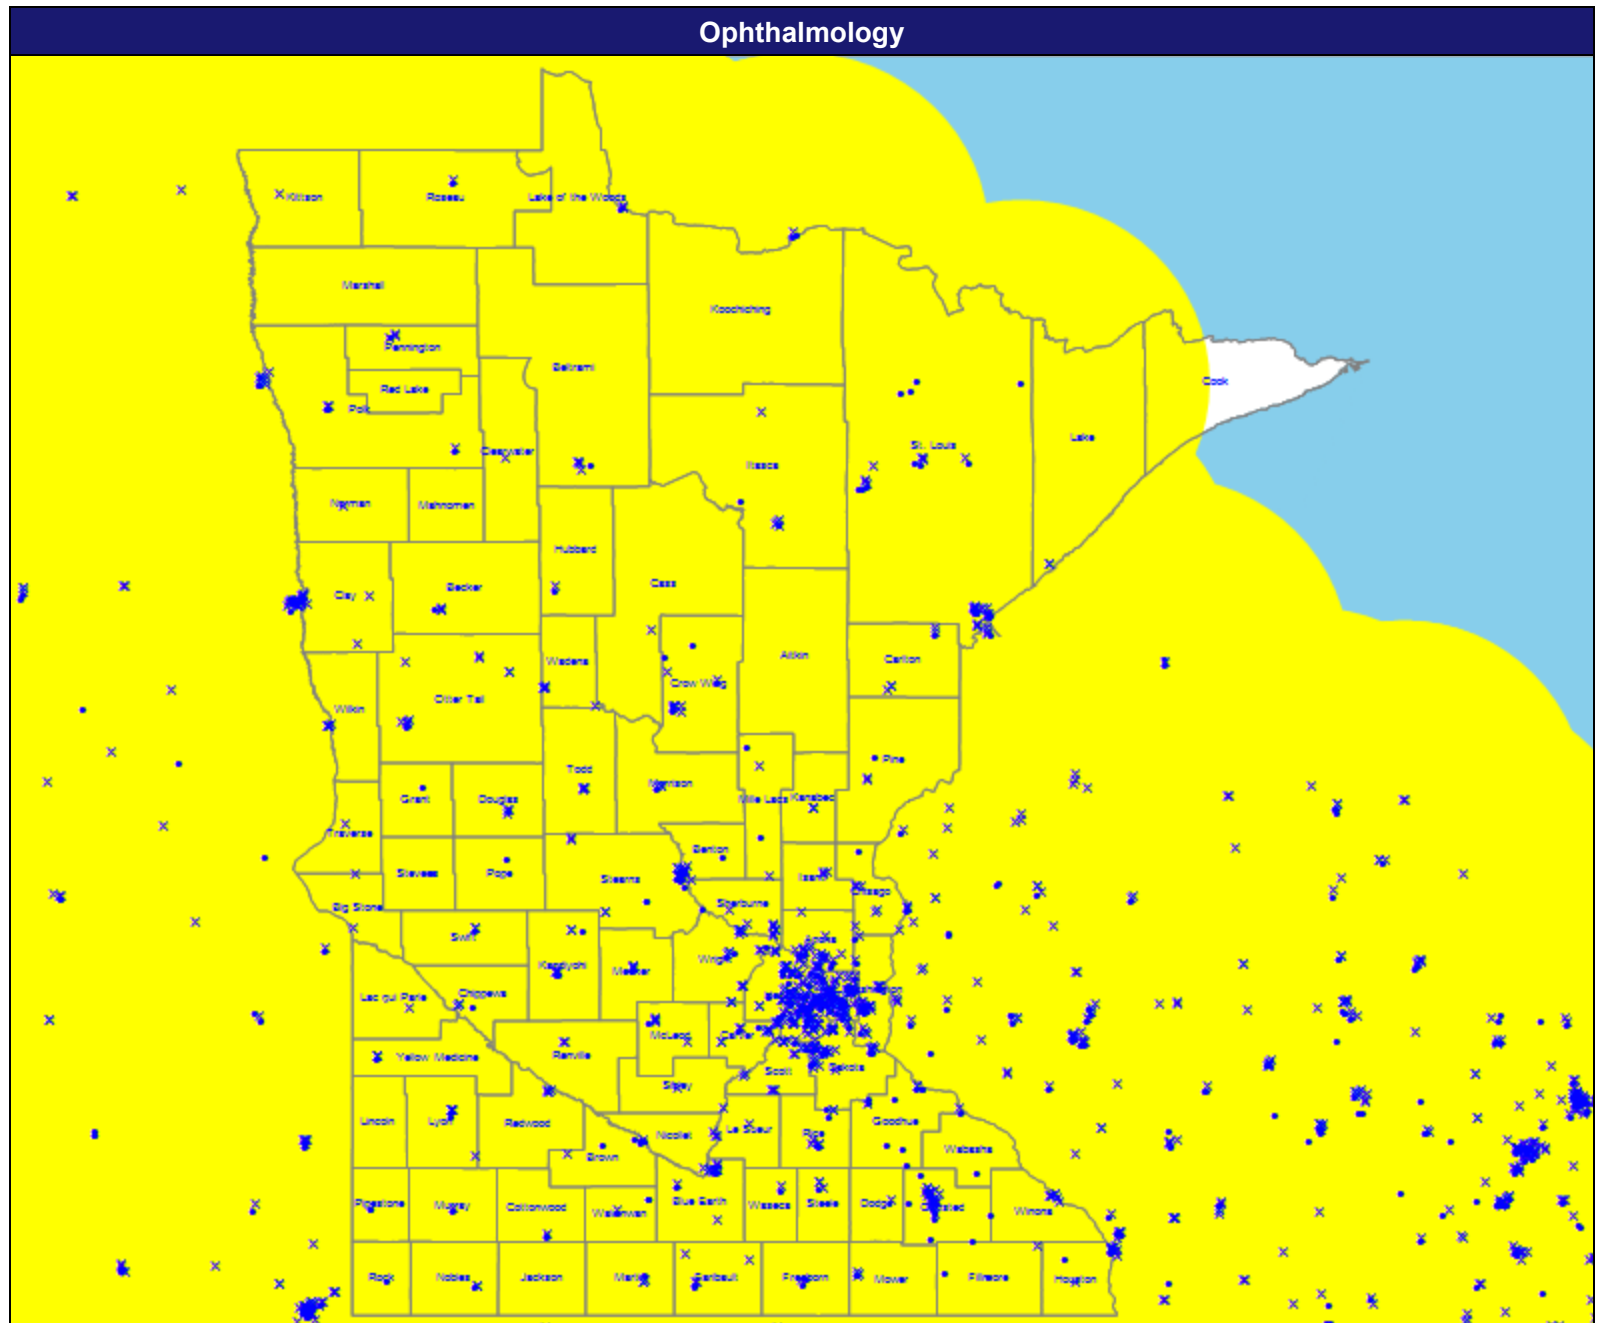 Ophthalmology
Kittson
Roseau
Lake of the Woods
Marshall
Koochiching
Pennington
Beltrami
Red Lake
Cook
Polk
Lake
St. Louis
Clearwater
Itasca
Norman
Mahnomen
Hubbard
Cass
Becker
Clay
Aitkin
Carlton
Wadena
Crow Wing
Otter Tail
Wilkin
Pine
Todd
Morrison
Grant
Douglas
Mille Lacs
Kanabec
Traverse
Benton
Stevens
Pope
Stearns
Isanti
Chisago
Big Stone
Sherburne
Swift
Anoka
Wright
Kandiyohi
Meeker
Lac qui Parle
Chippewa
McLeod
Carver
Yellow Medicine
Renville
Scott
Dakota
Sibley
Lincoln
Lyon
Redwood
Nicollet
Le Sueur
Rice
Goodhue
Brown
Wabasha
Pipestone
Murray
Cottonwood
Watonwan
Blue Earth
Waseca
Steele
Dodge
Olmsted
Winona
Rock
Nobles
Jackson
Martin
Faribault
Freeborn
Mower
Fillmore
Houston